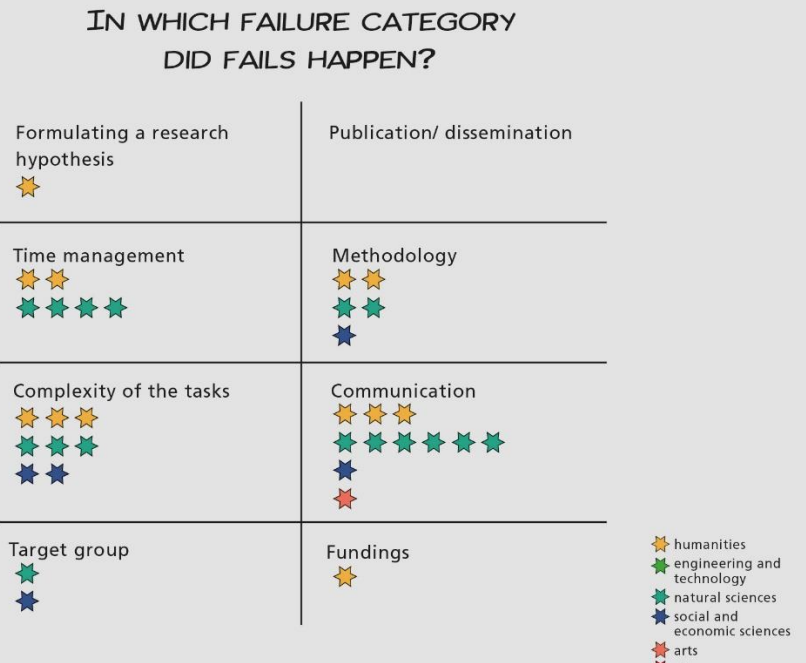 IN WHICH FAILURE CATEGORY
DID FAILS HAPPEN?
Formulating a research
hypothesis
Publication/ dissemination
Time management
Methodology
Complexity of the tasks
Communication
Target group
Fundings
humanities
engineering and
technology
natural sciences
social and
economic sciences
arts